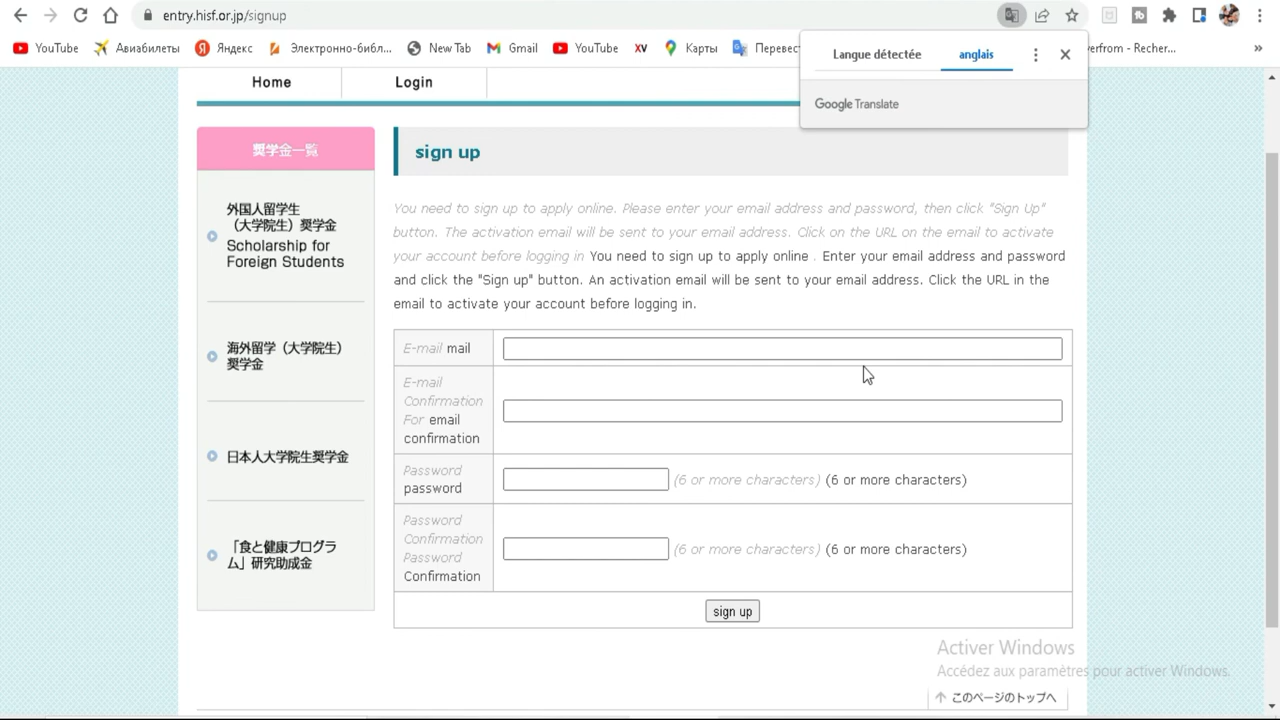 entry.hisf.or.jp/signup
YouTube
Авиабилеты
Яндекс
Электронно-библ...
New Tab
Gmail
YouTube
XV
Карты
Перевес
verfrom - Recher...
»
Langue détectée
anglais
Google Translate
Home
Login
奨学金一覧
外国人留学生
（大学院生）奨学金
Scholarship for
Foreign Students
海外留学（大学院生）
奨学金
日本人大学院生奨学金
「食と健康プログラ
ム」研究助成金
sign up
You need to sign up to apply online. Please enter your email address and password, then click "Sign Up"
button. The activation email will be sent to your email address. Click on the URL on the email to activate
your account before logging in You need to sign up to apply online . Enter your email address and password
and click the "Sign up" button. An activation email will be sent to your email address. Click the URL in the
email to activate your account before logging in.
E-mail mail
E-mail
Confirmation
For email
confirmation
Password
password
(6 or more characters) (6 or more characters)
Password
Confirmation
Password
Confirmation
(6 or more characters) (6 or more characters)
sign up
Activer Windows
Accédez aux paramètres pour activer Windows.
このページのトップへ